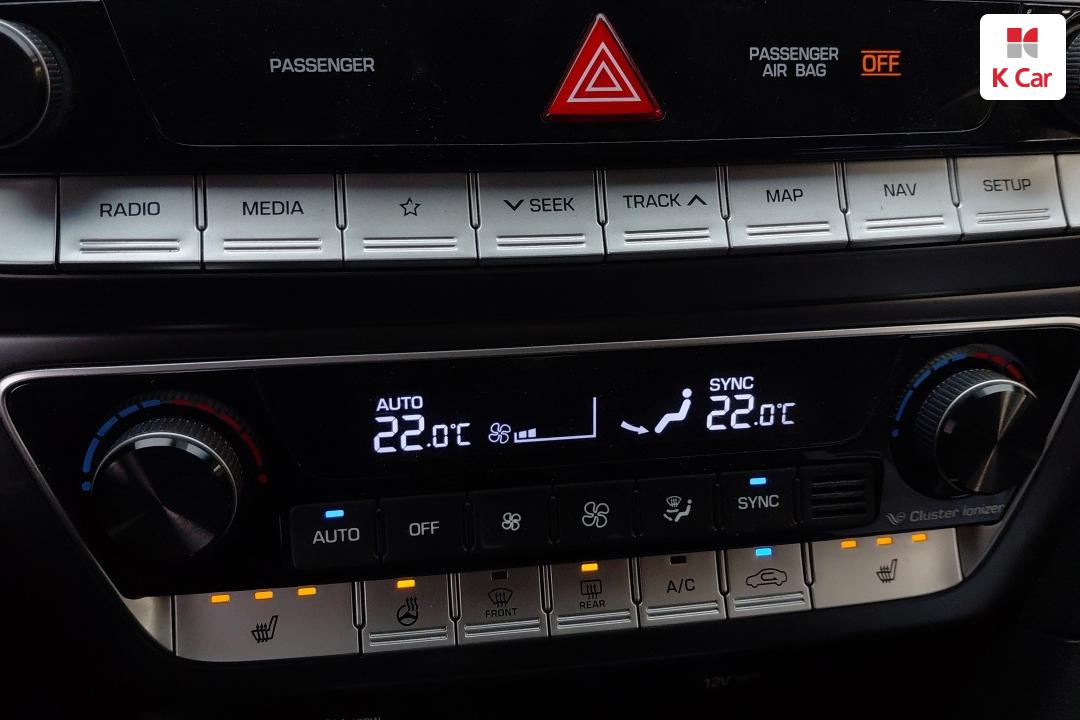 PASSENGER
PASSENGER
AIR BAG
OFF
K Car
RADIO
MEDIA
SEEK
TRACK
MAP
NAV
SETUP
AUTO
22.0°C
SYNC
22.0°C
AUTO
OFF
SYNC
Cluster ionizer
FRONT
REAR
A/C
12V